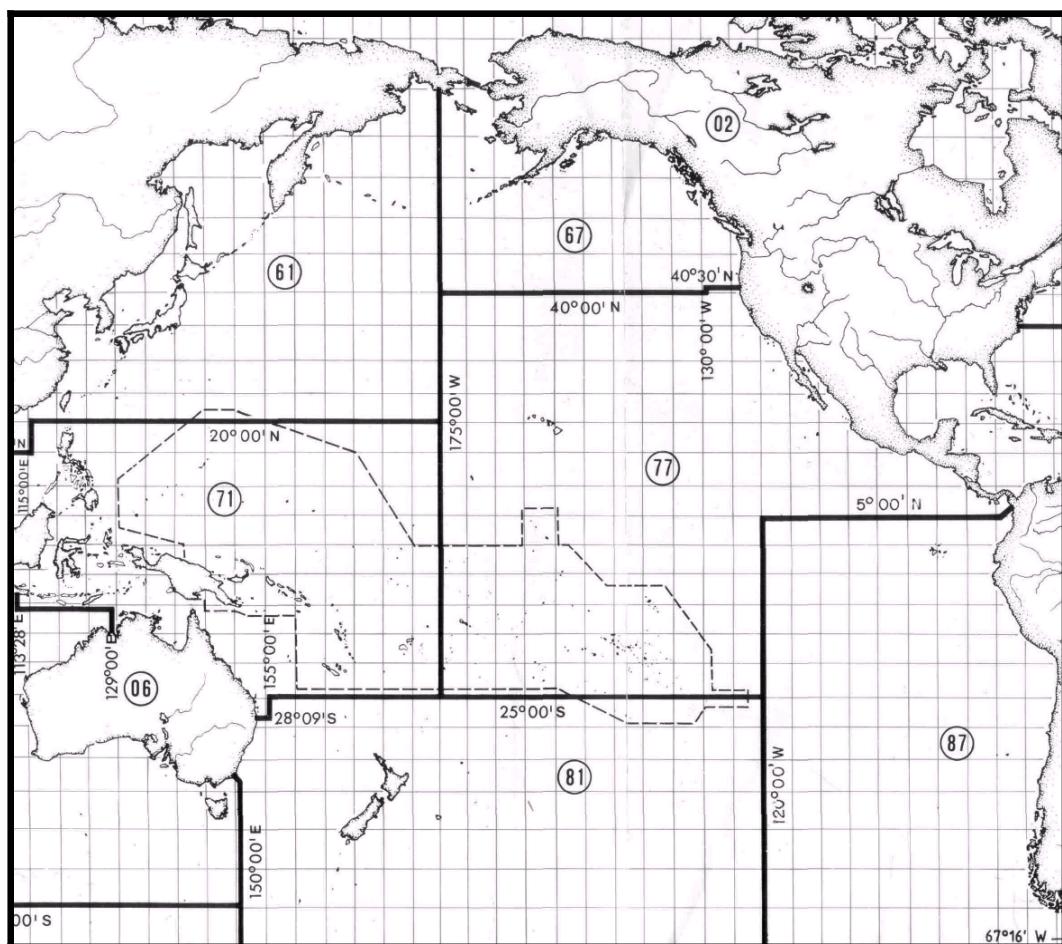 02
67
61
40°30' N
40°00' N
130°00' W
175°00' W
20°00' N
N
115°00' E
71
77
5°00' N
113°28' E
129°00' E
06
155°00' E
28°09' S
25°00' S
81
87
120°00' W
150°00' E
00' S
67°16' W